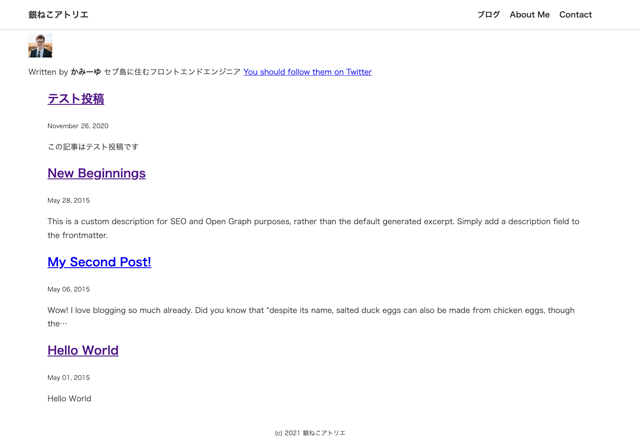 銀ねこアトリエ
ブログ About Me Contact
Written by かみーゆ セブ島に住むフロントエンドエンジニア You should follow them on Twitter
テスト投稿
November 26, 2020
この記事はテスト投稿です
New Beginnings
May 28, 2015
This is a custom description for SEO and Open Graph purposes, rather than the default generated excerpt. Simply add a description field to
the frontmatter.
My Second Post!
May 06, 2015
Wow! I love blogging so much already. Did you know that "despite its name, salted duck eggs can also be made from chicken eggs, though
the…
Hello World
May 01, 2015
Hello World
(c) 2021 銀ねこアトリエ